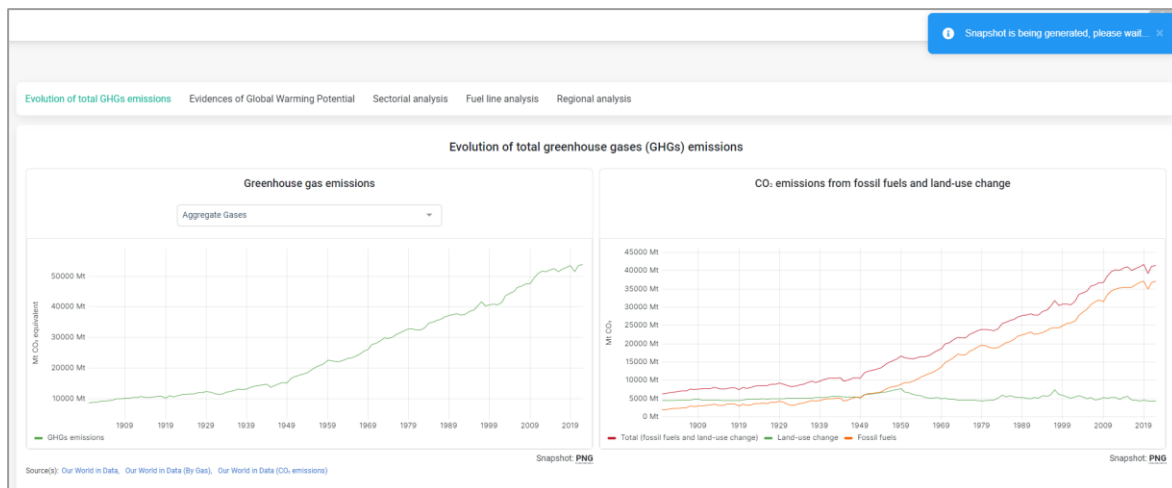 Snapshot is being generated, please wait...
Evolution of total GHGs emissions Evidences of Global Warming Potential Sectorial analysis Fuel line analysis Regional analysis
Evolution of total greenhouse gases (GHGs) emissions
Greenhouse gas emissions
Aggregate Gases
Mt CO₂ equivalent
50000 Mt
40000 Mt
30000 Mt
20000 Mt
10000 Mt
1909 1919 1929 1939 1949 1959 1969 1979 1989 1999 2009 2019
GHGs emissions
Snapshot: PNG
CO₂ emissions from fossil fuels and land-use change
Mt CO₂
45000 Mt
40000 Mt
35000 Mt
30000 Mt
25000 Mt
20000 Mt
15000 Mt
10000 Mt
5000 Mt
0 Mt
1909 1919 1929 1939 1949 1959 1969 1979 1989 1999 2009 2019
Total (fossil fuels and land-use change) Land-use change Fossil fuels
Snapshot: PNG
Source(s): Our World in Data, Our World in Data (By Gas), Our World in Data (CO₂ emissions)